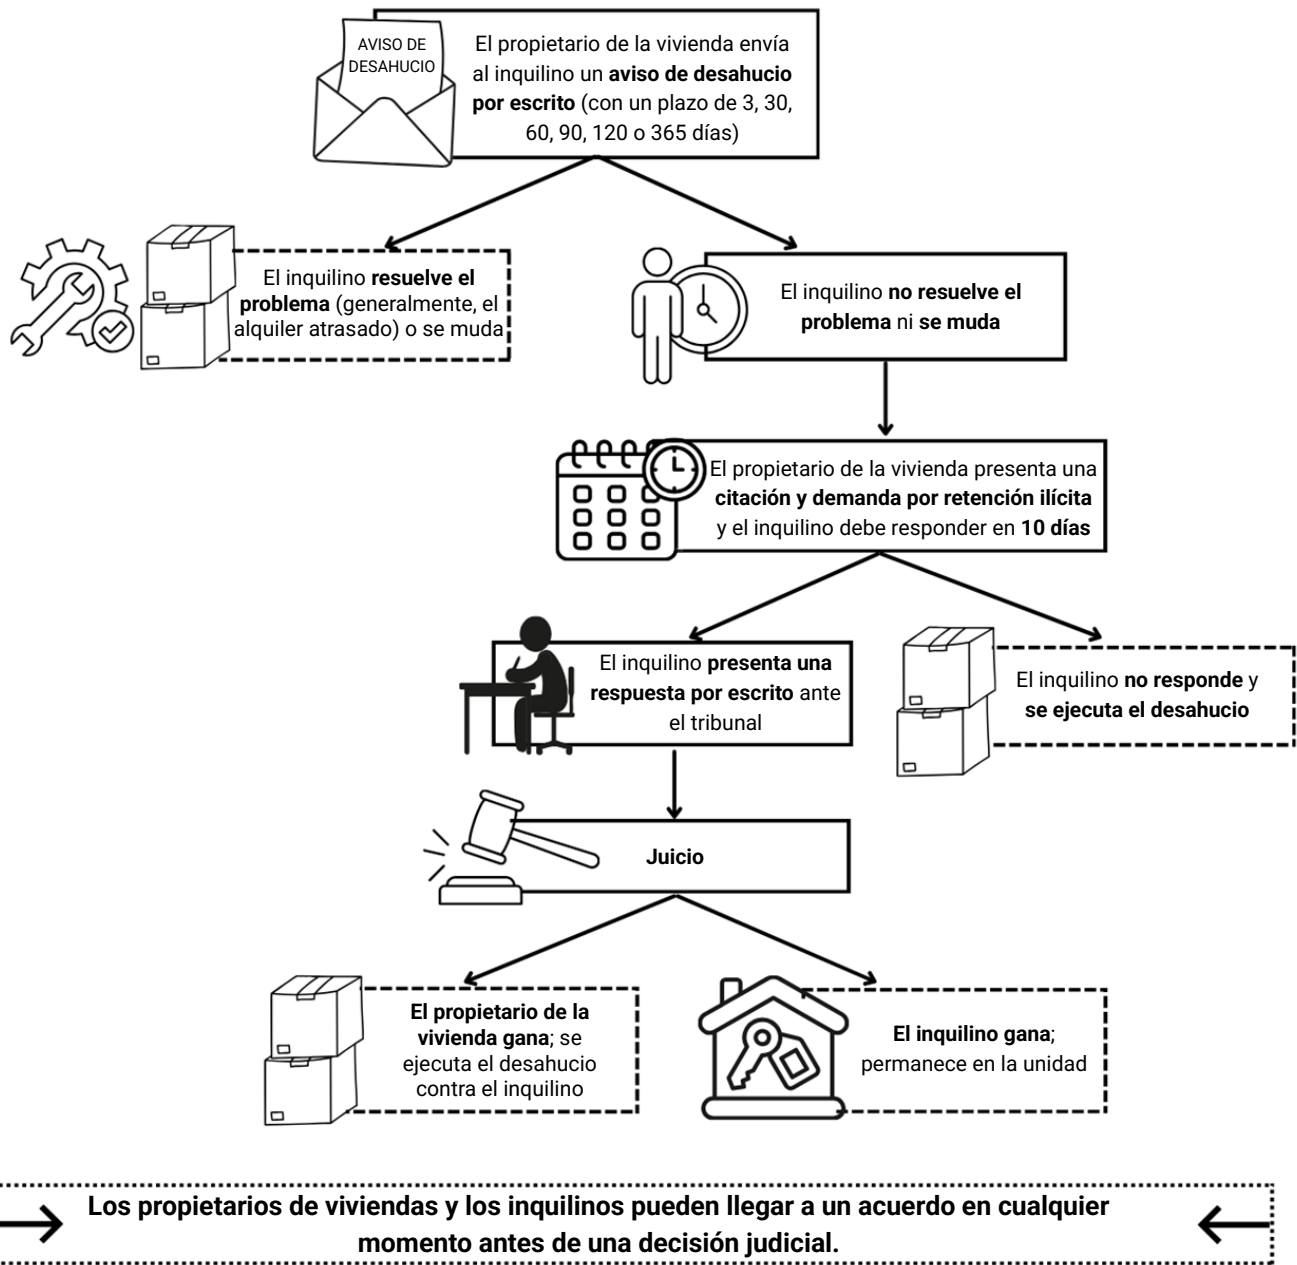 AVISO DE
DESAHUCIO
El propietario de la vivienda envía
al inquilino un aviso de desahucio
por escrito (con un plazo de 3, 30,
60, 90, 120 o 365 días)
El inquilino resuelve el
problema (generalmente, el
alquiler atrasado) o se muda
El inquilino no resuelve el
problema ni se muda
El propietario de la vivienda presenta una
citación y demanda por retención ilícita
y el inquilino debe responder en 10 días
El inquilino presenta una
respuesta por escrito ante
el tribunal
El inquilino no responde y
se ejecuta el desahucio
Juicio
El propietario de la
vivienda gana; se
ejecuta el desahucio
contra el inquilino
El inquilino gana;
permanece en la unidad
Los propietarios de viviendas y los inquilinos pueden llegar a un acuerdo en cualquier
momento antes de una decisión judicial.